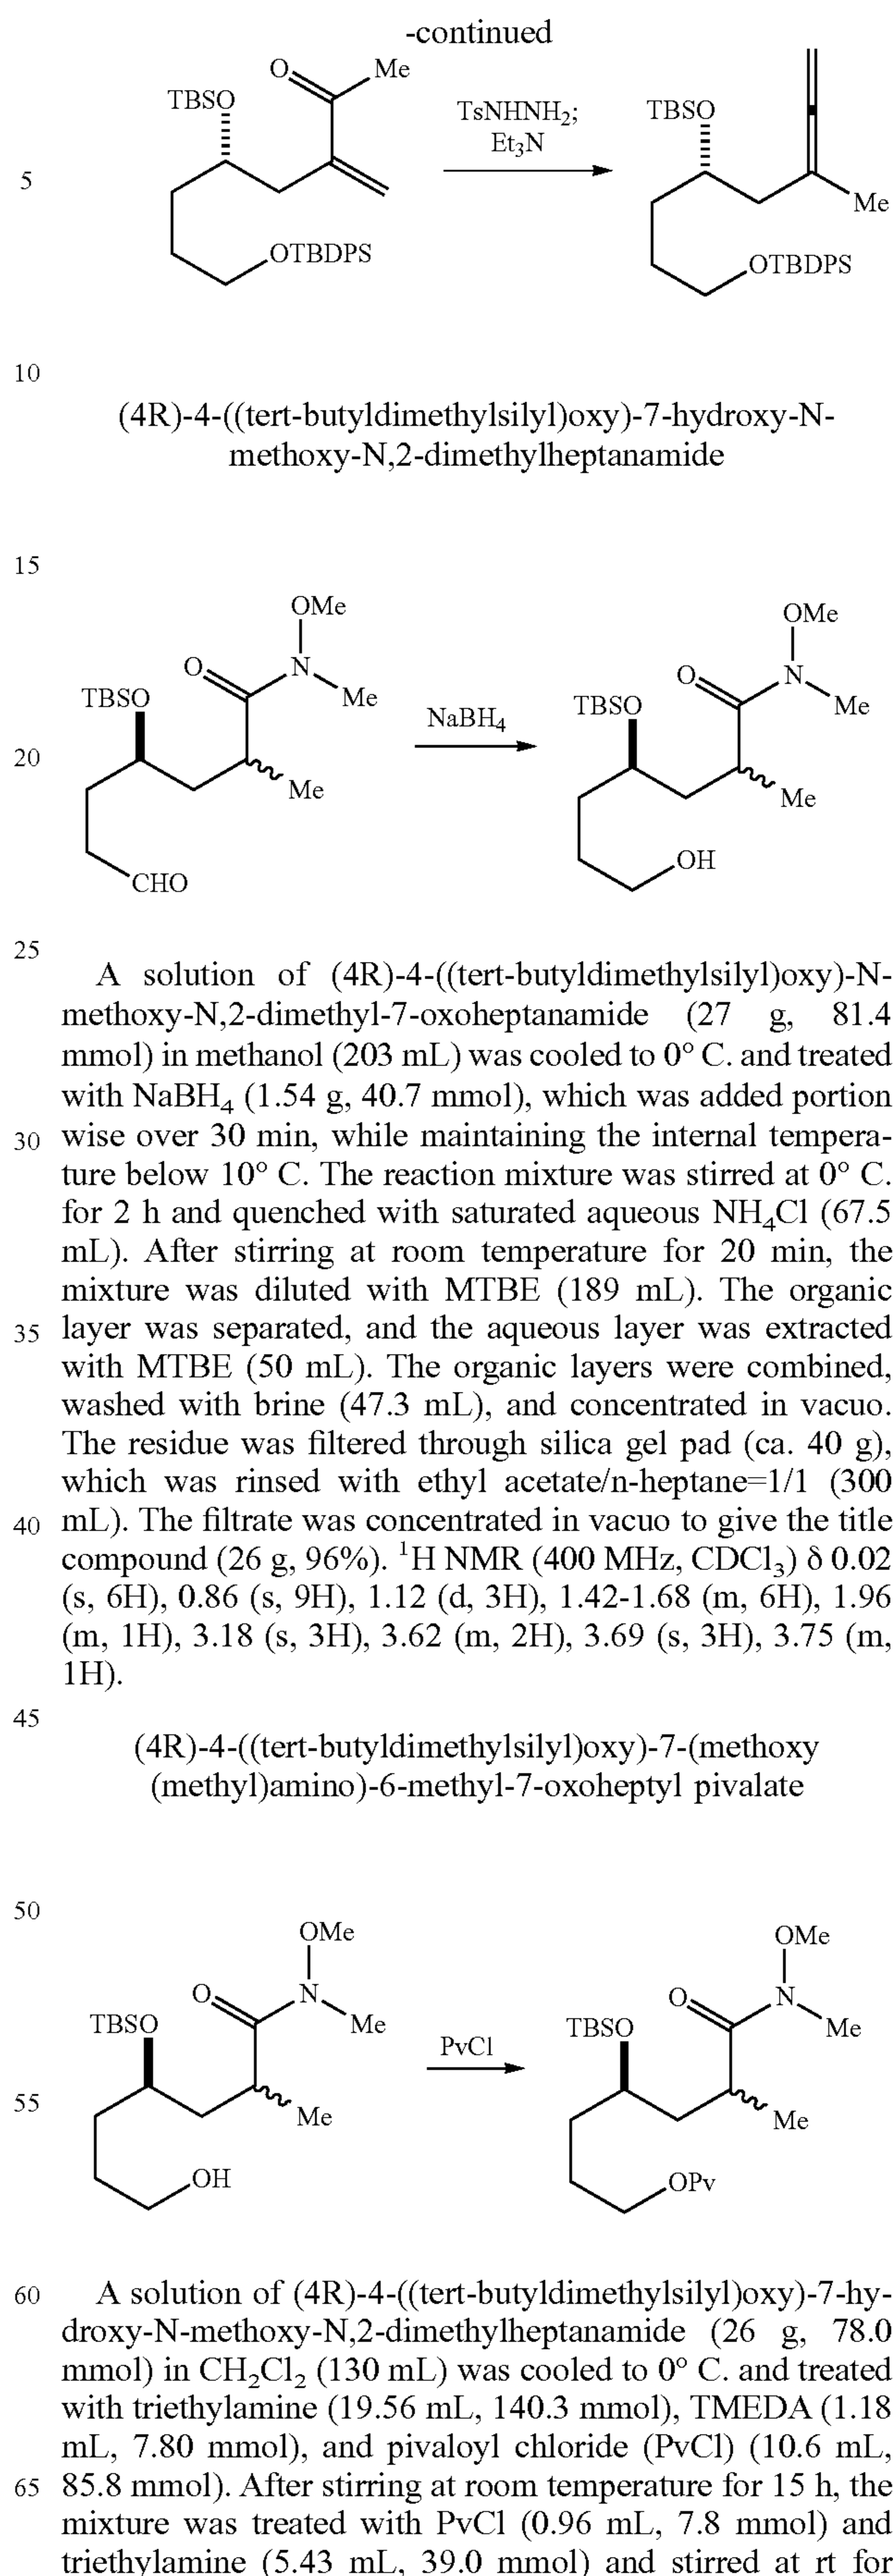 -continued
O
Me
TBSO
TsNHNH2;
Et3N
TBSO
5
Me
OTBDPS
OTBDPS
10
(4R)-4-((tert-butyldimethylsilyl)oxy)-7-hydroxy-N-
methoxy-N,2-dimethylheptanamide
15
OMe
OMe
O
N
O
N
TBSO
Me
NaBH4
TBSO
Me
20
Me
Me
CHO
OH
25
A solution of (4R)-4-((tert-butyldimethylsilyl)oxy)-N-
methoxy-N,2-dimethyl-7-oxoheptanamide (27 g, 81.4
mmol) in methanol (203 mL) was cooled to 0° C. and treated
with NaBH4 (1.54 g, 40.7 mmol), which was added portion
30 wise over 30 min, while maintaining the internal tempera-
ture below 10° C. The reaction mixture was stirred at 0° C.
for 2 h and quenched with saturated aqueous NH4Cl (67.5
mL). After stirring at room temperature for 20 min, the
mixture was diluted with MTBE (189 mL). The organic
35 layer was separated, and the aqueous layer was extracted
with MTBE (50 mL). The organic layers were combined,
washed with brine (47.3 mL), and concentrated in vacuo.
The residue was filtered through silica gel pad (ca. 40 g),
which was rinsed with ethyl acetate/n-heptane=1/1 (300
40 mL). The filtrate was concentrated in vacuo to give the title
compound (26 g, 96%). 1H NMR (400 MHz, CDCl3) δ 0.02
(s, 6H), 0.86 (s, 9H), 1.12 (d, 3H), 1.42-1.68 (m, 6H), 1.96
(m, 1H), 3.18 (s, 3H), 3.62 (m, 2H), 3.69 (s, 3H), 3.75 (m,
1H).
45
(4R)-4-((tert-butyldimethylsilyl)oxy)-7-(methoxy
(methyl)amino)-6-methyl-7-oxoheptyl pivalate
50
OMe
OMe
O
N
O
N
TBSO
Me
PvCl
TBSO
Me
55
Me
Me
OH
OPv
60 A solution of (4R)-4-((tert-butyldimethylsilyl)oxy)-7-hy-
droxy-N-methoxy-N,2-dimethylheptanamide (26 g, 78.0
mmol) in CH2Cl2 (130 mL) was cooled to 0° C. and treated
with triethylamine (19.56 mL, 140.3 mmol), TMEDA (1.18
mL, 7.80 mmol), and pivaloyl chloride (PvCl) (10.6 mL,
65 85.8 mmol). After stirring at room temperature for 15 h, the
mixture was treated with PvCl (0.96 mL, 7.8 mmol) and
triethylamine (5.43 mL, 39.0 mmol) and stirred at rt for